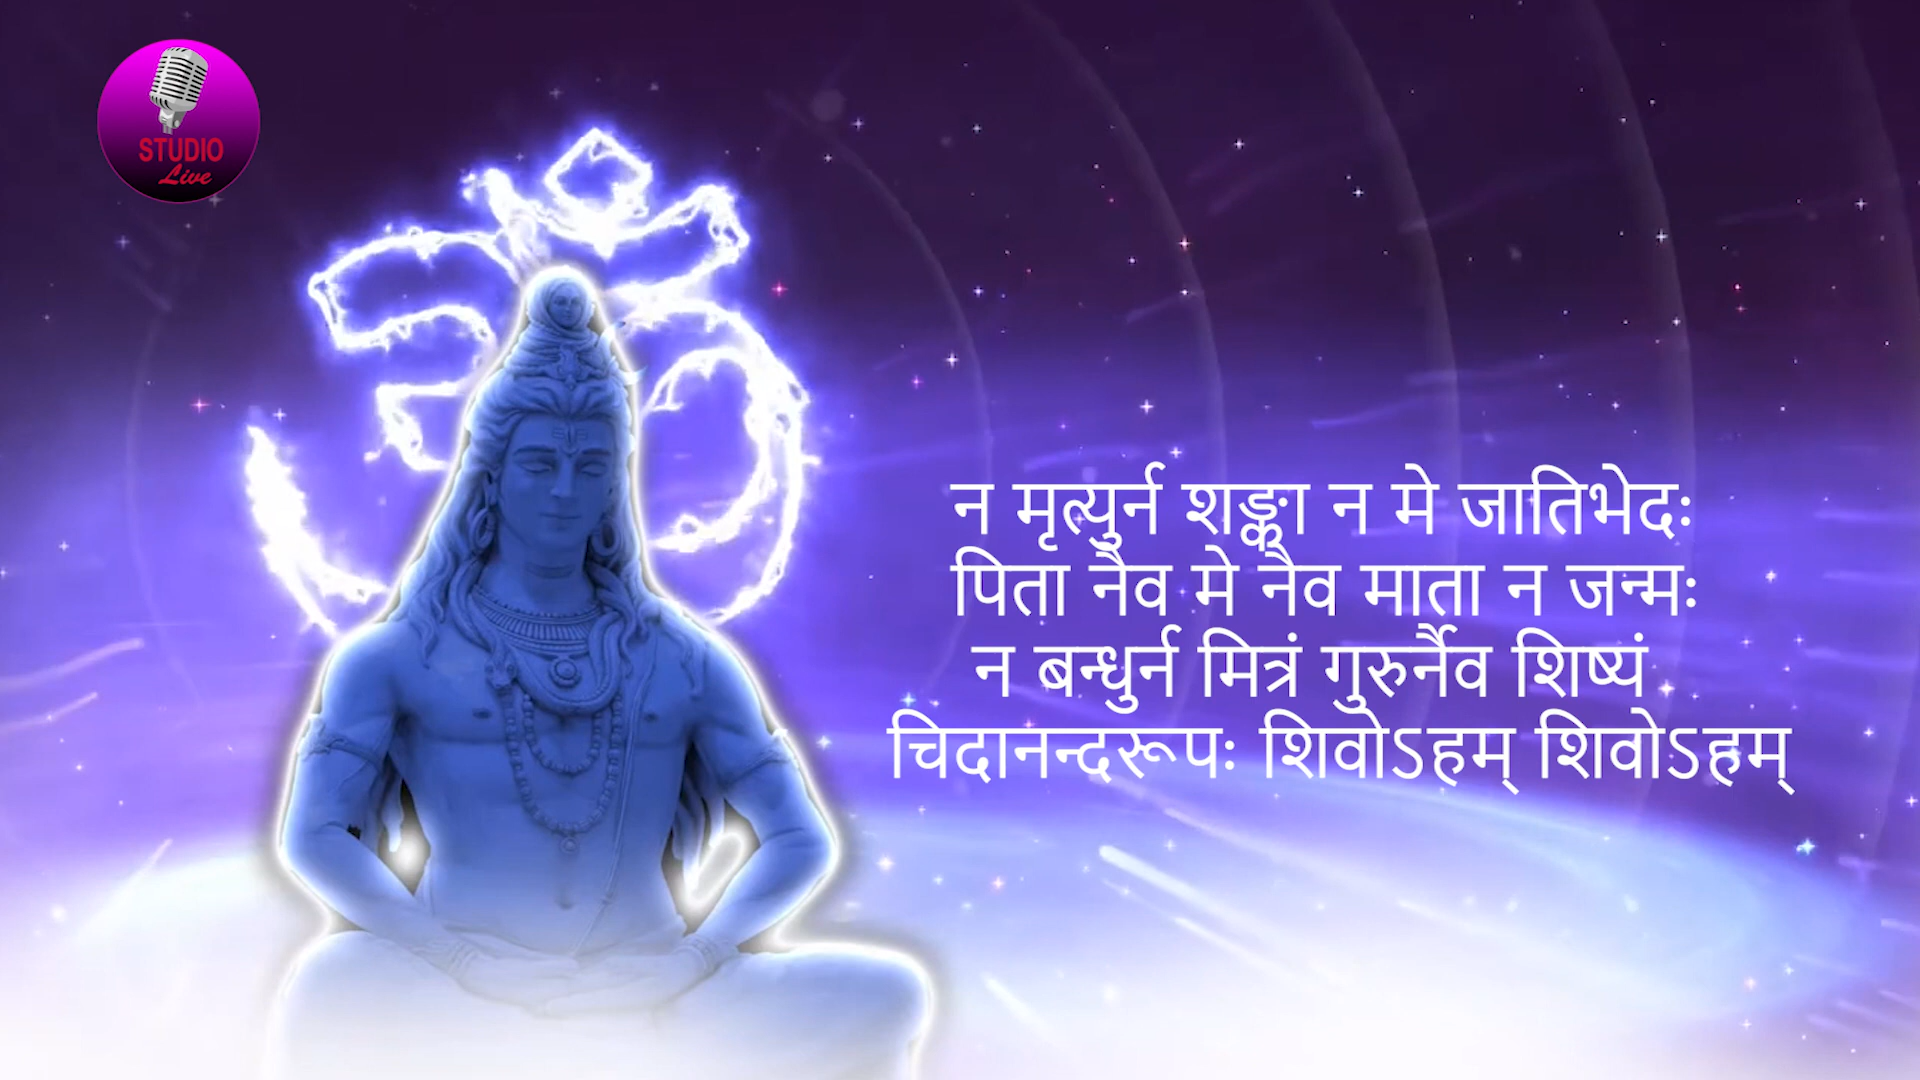 STUDIO
Live
न मृत्युर्न शङ्का न मे जातिभेदः
पिता नैव मे नैव माता न जन्मः
न बन्धुर्न मित्रं गुरुर्नैव शिष्यं
चिदानन्दरूपः शिवोऽहम् शिवोऽहम्